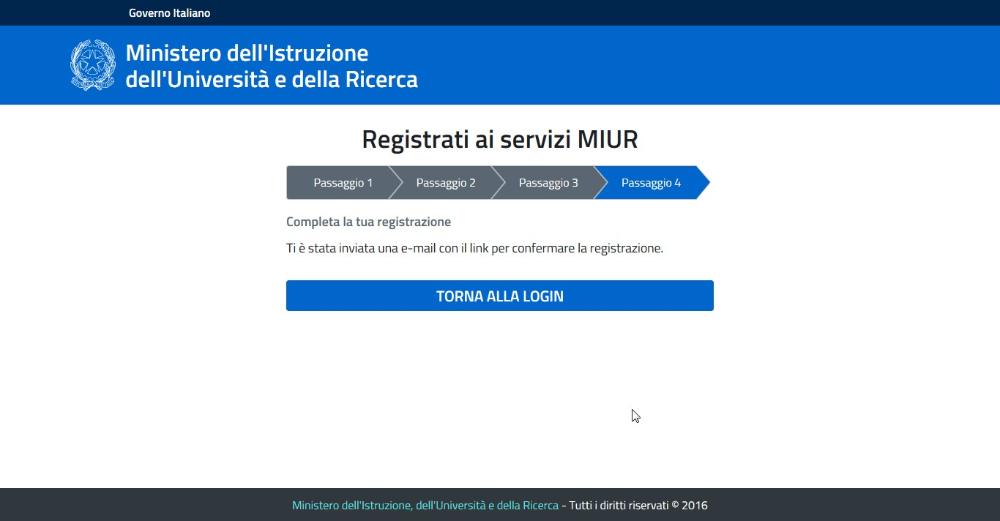 Governo Italiano
Ministero dell'Istruzione
dell'Università e della Ricerca
Registrati ai servizi MIUR
Passaggio 1
Passaggio 2
Passaggio 3
Passaggio 4
Completa la tua registrazione
Ti è stata inviata una e-mail con il link per confermare la registrazione.
TORNA ALLA LOGIN
Ministero dell'Istruzione, dell'Università e della Ricerca - Tutti i diritti riservati © 2016